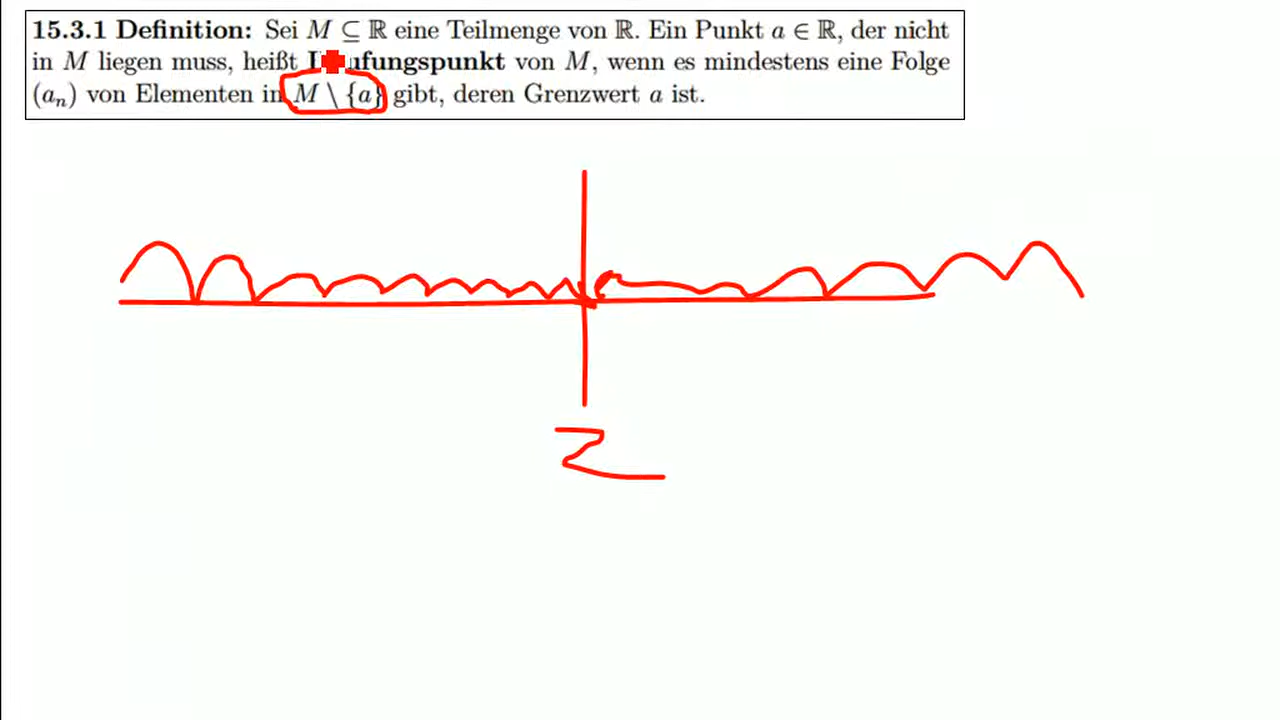 15.3.1 Definition: Sei M ⊆ ℝ eine Teilmenge von ℝ. Ein Punkt a ∈ ℝ, der nicht
in M liegen muss, heißt von M, wenn es mindestens eine Folge
(aₙ) von Elementen in M \ {a} gibt, deren Grenzwert a ist.